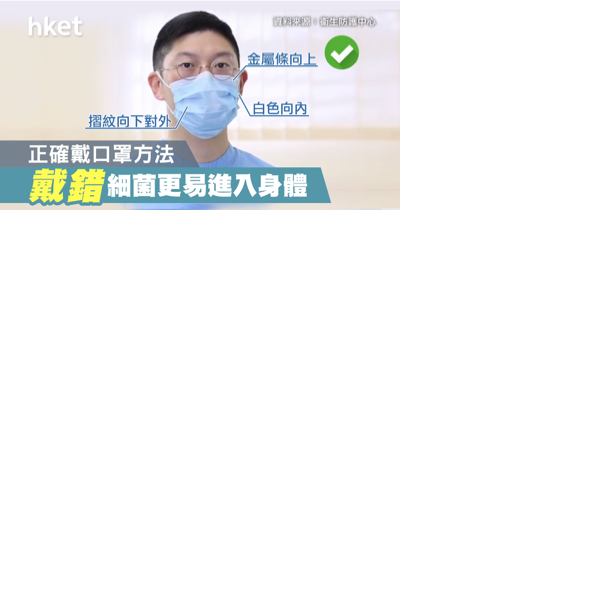 hket
資料來源：衞生防護中心
金屬條向上
白色向內
摺紋向下對外
正確戴口罩方法
戴錯細菌更易進入身體